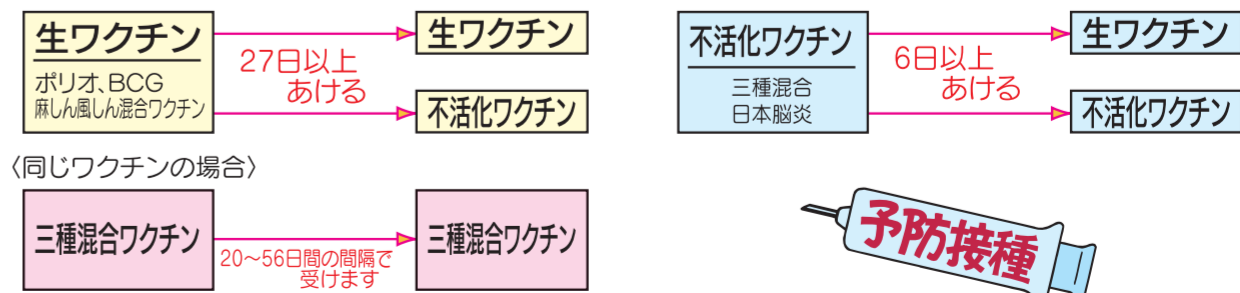 生ワクチン
ポリオ、BCG
麻しん風しん混合ワクチン
27日以上
あける
生ワクチン
不活化ワクチン
不活化ワクチン
三種混合
日本脳炎
6日以上
あける
生ワクチン
不活化ワクチン
〈同じワクチンの場合〉
三種混合ワクチン
20〜56日間の間隔で
受けます
三種混合ワクチン
予防接種